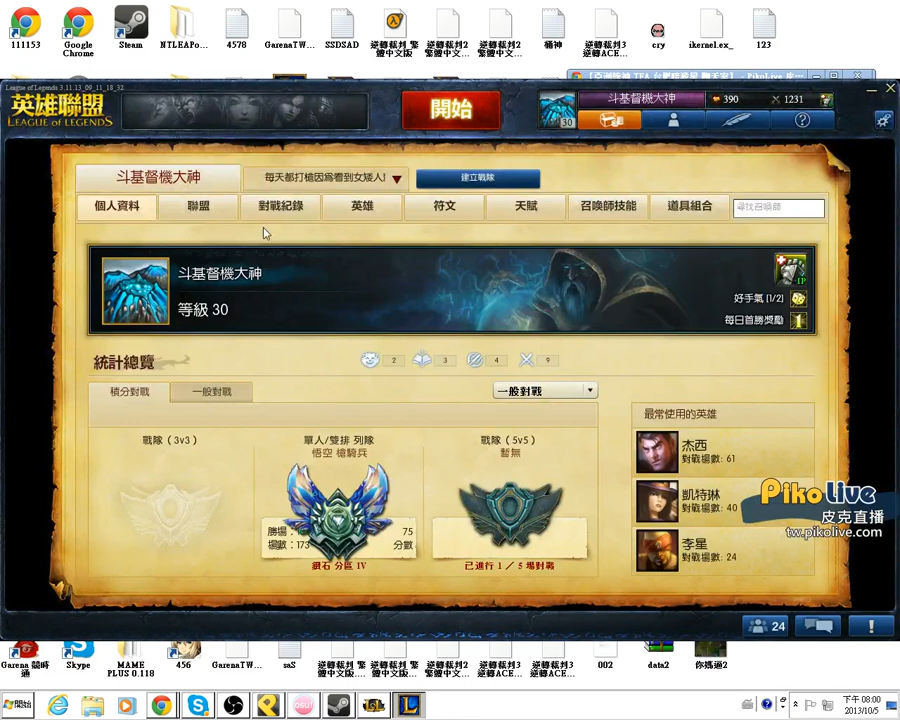 111153
Google Chrome
Steam
NTLEAPo...
4578
GarenaTW...
SSDSAD
逆轉裁判 繁體中文版
逆轉裁判2 繁體中文...
逆轉裁判2 繁體中文...
桶神
逆轉裁判3 逆轉ACE...
cry
ikernel.ex_
123
League of Legends 3.11.13_09_11_18_32
英雄聯盟
LEAGUE of LEGENDS
開始
30
斗基督機大神
390
1231
斗基督機大神
每天都打槍因為看到女矮人!
建立戰隊
個人資料
聯盟
對戰紀錄
英雄
符文
天賦
召喚師技能
道具組合
尋找召喚師
斗基督機大神
等級 30
IP
好手氣 [1/2]
每日首勝獎勵
1
統計總覽
2
3
4
9
積分對戰
一般對戰
一般對戰
最常使用的英雄
戰隊（3v3）
單人/雙排 列隊
悟空 槍騎兵
戰隊（5v5）
暫無
勝場：
75
場數：173
分數
鑽石 分區 IV
已進行 1 / 5 場對戰
杰西
對戰場數: 61
凱特琳
對戰場數: 40
李星
對戰場數: 24
PikoLive
皮克直播
tw.pikolive.com
24
Garena 競時通
Skype
MAME PLUS 0.118
456
GarenaTW...
saS
逆轉裁判 繁體中文...
逆轉裁判 繁體中文...
逆轉裁判2 繁體中文...
逆轉裁判3 逆轉ACE...
逆轉裁判3 逆轉ACE...
002
data2
你媽逼2
開始
osu!
下午 08:00
2013/10/5